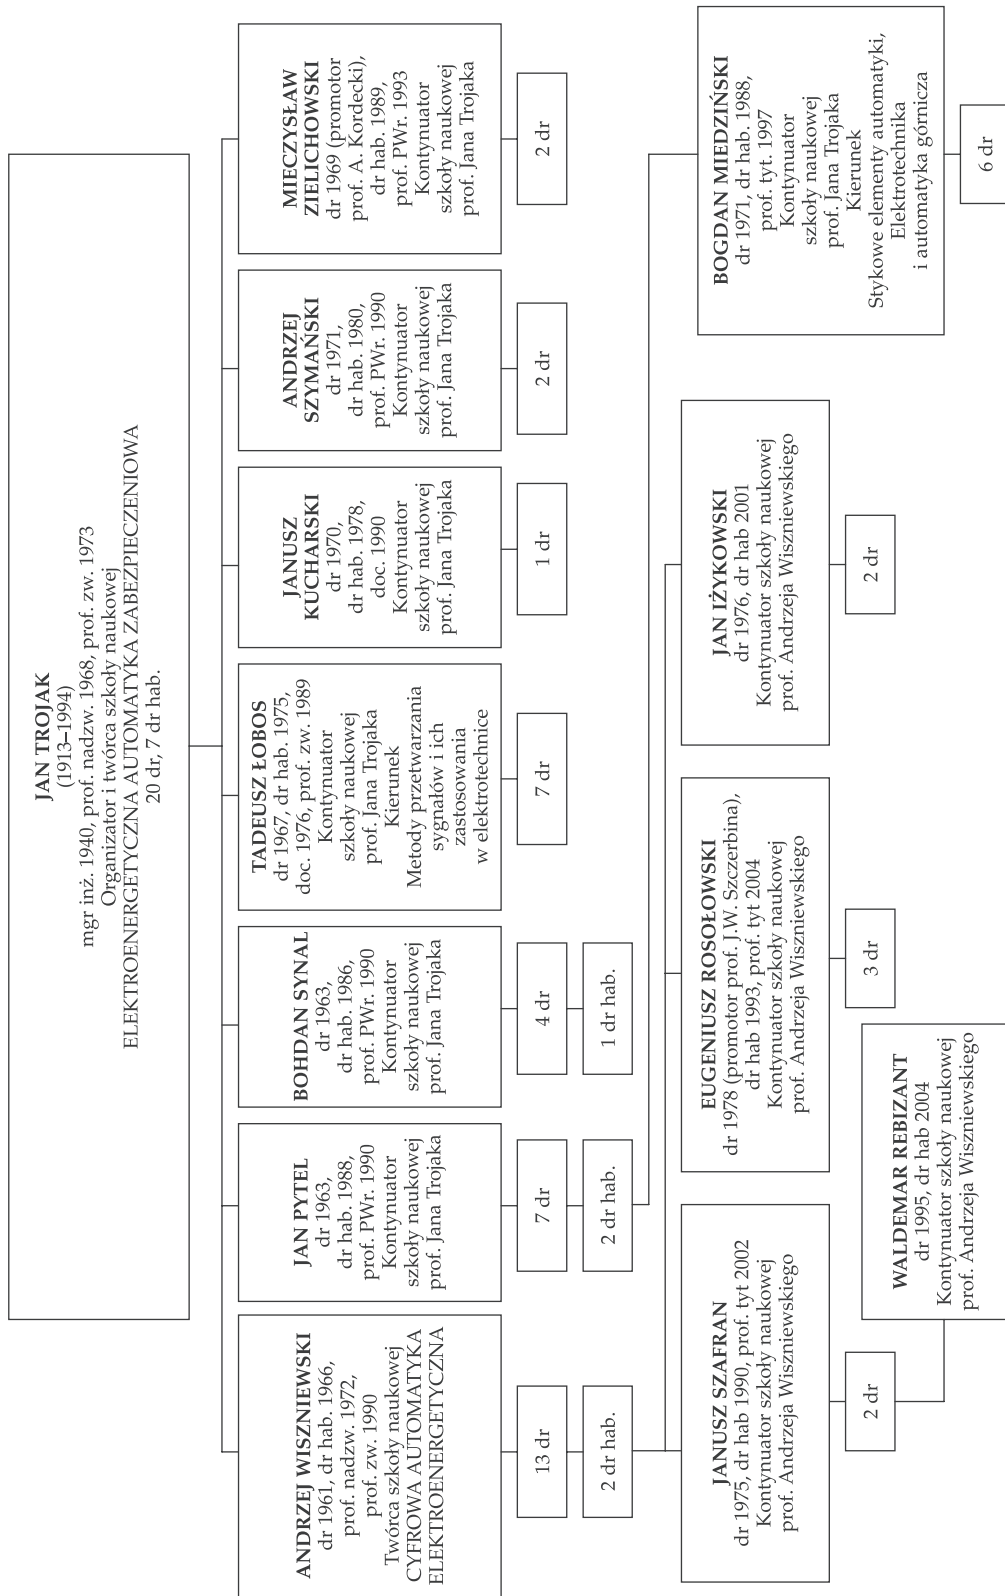 JAN TROJAK
(1913–1994)
mgr inż. 1940, prof. nadzw. 1968, prof. zw. 1973
Organizator i twórca szkoły naukowej
ELEKTROENERGETYCZNA AUTOMATYKA ZABEZPIECZENIOWA
20 dr, 7 dr hab.
ANDRZEJ WISZNIEWSKI
dr 1961, dr hab. 1966,
prof. nadzw. 1972,
prof. zw. 1990
Twórca szkoły naukowej
CYFROWA AUTOMATYKA
ELEKTROENERGETYCZNA
13 dr
2 dr hab.
JAN PYTEL
dr 1963,
dr hab. 1988,
prof. PWr. 1990
Kontynuator
szkoły naukowej
prof. Jana Trojaka
7 dr
2 dr hab.
BOHDAN SYNAL
dr 1963,
dr hab. 1986,
prof. PWr. 1990
Kontynuator
szkoły naukowej
prof. Jana Trojaka
4 dr
1 dr hab.
TADEUSZ ŁOBOS
dr 1967, dr hab. 1975,
doc. 1976, prof. zw. 1989
Kontynuator
szkoły naukowej
prof. Jana Trojaka
Kierunek
Metody przetwarzania
sygnałów i ich
zastosowania
w elektrotechnice
7 dr
JANUSZ
KUCHARSKI
dr 1970,
dr hab. 1978,
doc. 1990
Kontynuator
szkoły naukowej
prof. Jana Trojaka
1 dr
ANDRZEJ
SZYMAŃSKI
dr 1971,
dr hab. 1980,
prof. PWr. 1990
Kontynuator
szkoły naukowej
prof. Jana Trojaka
2 dr
MIECZYSŁAW
ZIELICHOWSKI
dr 1969 (promotor
prof. A. Kordecki),
dr hab. 1989,
prof. PWr. 1993
Kontynuator
szkoły naukowej
prof. Jana Trojaka
2 dr
JANUSZ SZAFRAN
dr 1975, dr hab 1990, prof. tyt 2002
Kontynuator szkoły naukowej
prof. Andrzeja Wiszniewskiego
2 dr
EUGENIUSZ ROSOŁOWSKI
dr 1978 (promotor prof. J.W. Szczerbina),
dr hab 1993, prof. tyt 2004
Kontynuator szkoły naukowej
prof. Andrzeja Wiszniewskiego
3 dr
JAN IŻYKOWSKI
dr 1976, dr hab 2001
Kontynuator szkoły naukowej
prof. Andrzeja Wiszniewskiego
2 dr
BOGDAN MIEDZIŃSKI
dr 1971, dr hab. 1988,
prof. tyt. 1997
Kontynuator
szkoły naukowej
prof. Jana Trojaka
Kierunek
Stykowe elementy automatyki,
Elektrotechnika
i automatyka górnicza
6 dr
WALDEMAR REBIZANT
dr 1995, dr hab 2004
Kontynuator szkoły naukowej
prof. Andrzeja Wiszniewskiego